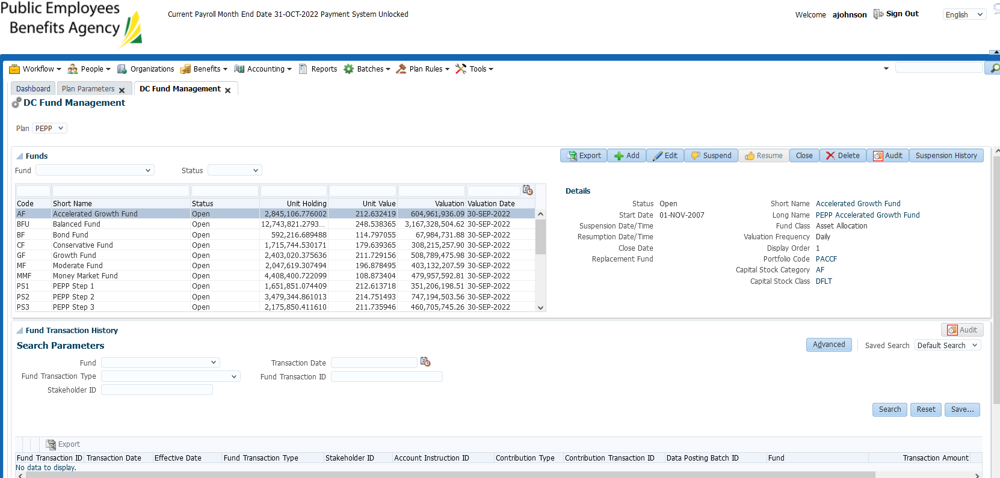 Public Employees
Benefits Agency
Current Payroll Month End Date 31-OCT-2022 Payment System Unlocked
Welcome ajohnson Sign Out English
Workflow People Organizations Benefits Accounting Reports Batches Plan Rules Tools
Dashboard Plan Parameters DC Fund Management
DC Fund Management
Plan PEPP
Funds
Export Add Edit Suspend Resume Close Delete Audit Suspension History
Fund Status
Code Short Name Status Unit Holding Unit Value Valuation Valuation Date
AF Accelerated Growth Fund Open 2,845,106.776002 212.632419 604,961,936.09 30-SEP-2022
BFU Balanced Fund Open 12,743,821.2793... 248.538365 3,167,328,504.62 30-SEP-2022
BF Bond Fund Open 592,216.689488 114.797055 67,984,731.88 30-SEP-2022
CF Conservative Fund Open 1,715,744.530171 179.639365 308,215,257.90 30-SEP-2022
GF Growth Fund Open 2,403,020.375636 211.729156 508,789,475.98 30-SEP-2022
MF Moderate Fund Open 2,047,619.307494 196.878495 403,132,207.59 30-SEP-2022
MMF Money Market Fund Open 4,408,400.722099 108.873404 479,957,592.81 30-SEP-2022
PS1 PEPP Step 1 Open 1,651,851.074409 212.613718 351,206,198.51 30-SEP-2022
PS2 PEPP Step 2 Open 3,479,344.861013 214.751493 747,194,503.56 30-SEP-2022
PS3 PEPP Step 3 Open 2,175,850.411610 211.735946 460,705,745.26 30-SEP-2022
Details
Status Open Short Name Accelerated Growth Fund
Start Date 01-NOV-2007 Long Name PEPP Accelerated Growth Fund
Suspension Date/Time Fund Class Asset Allocation
Resumption Date/Time Valuation Frequency Daily
Close Date Display Order 1
Replacement Fund Portfolio Code PACCF
Capital Stock Category AF
Capital Stock Class DFLT
Fund Transaction History
Audit
Search Parameters
Advanced Saved Search Default Search
Fund Transaction Date
Fund Transaction Type Fund Transaction ID
Stakeholder ID
Search Reset Save...
Export
Fund Transaction ID Transaction Date Effective Date Fund Transaction Type Stakeholder ID Account Instruction ID Contribution Type Contribution Transaction ID Data Posting Batch ID Fund Transaction Amount
No data to display.